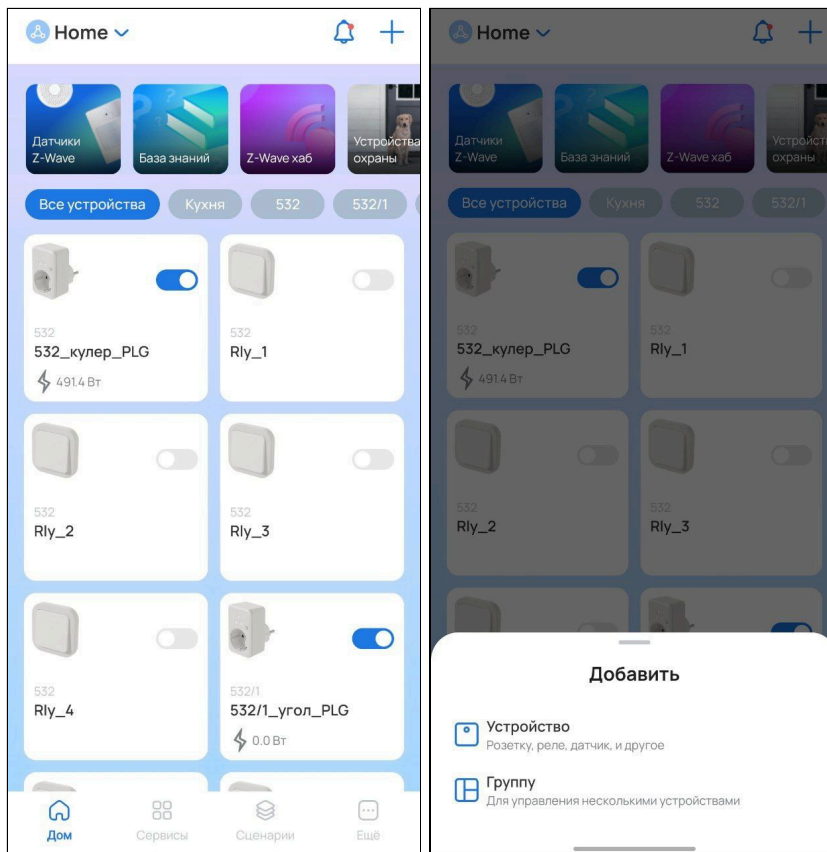 Home
Датчики
Z-Wave
База знаний
Z-Wave хаб
Устройства
охраны
Все устройства
Кухня
532
532/1
532
532_кулер_PLG
491.4 Вт
532
Rly_1
532
Rly_2
532
Rly_3
532
Rly_4
532/1
532/1_угол_PLG
0.0 Вт
Дом
Сервисы
Сценарии
Ещё
Home
Датчики
Z-Wave
База знаний
Z-Wave хаб
Устройст
охраны
Все устройства
Кухня
532
532/1
532
532_кулер_PLG
491.4 Вт
532
Rly_1
532
Rly_2
532
Rly_3
Добавить
Устройство
Розетку, реле, датчик, и другое
Группу
Для управления несколькими устройствами